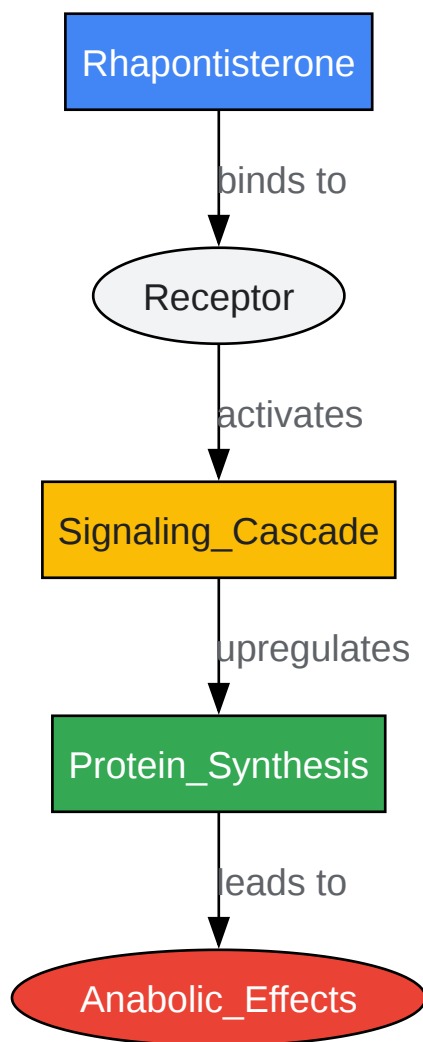 Rhapontisterone
binds to
Receptor
activates
Signaling_Cascade
upregulates
Protein_Synthesis
leads to
Anabolic_Effects